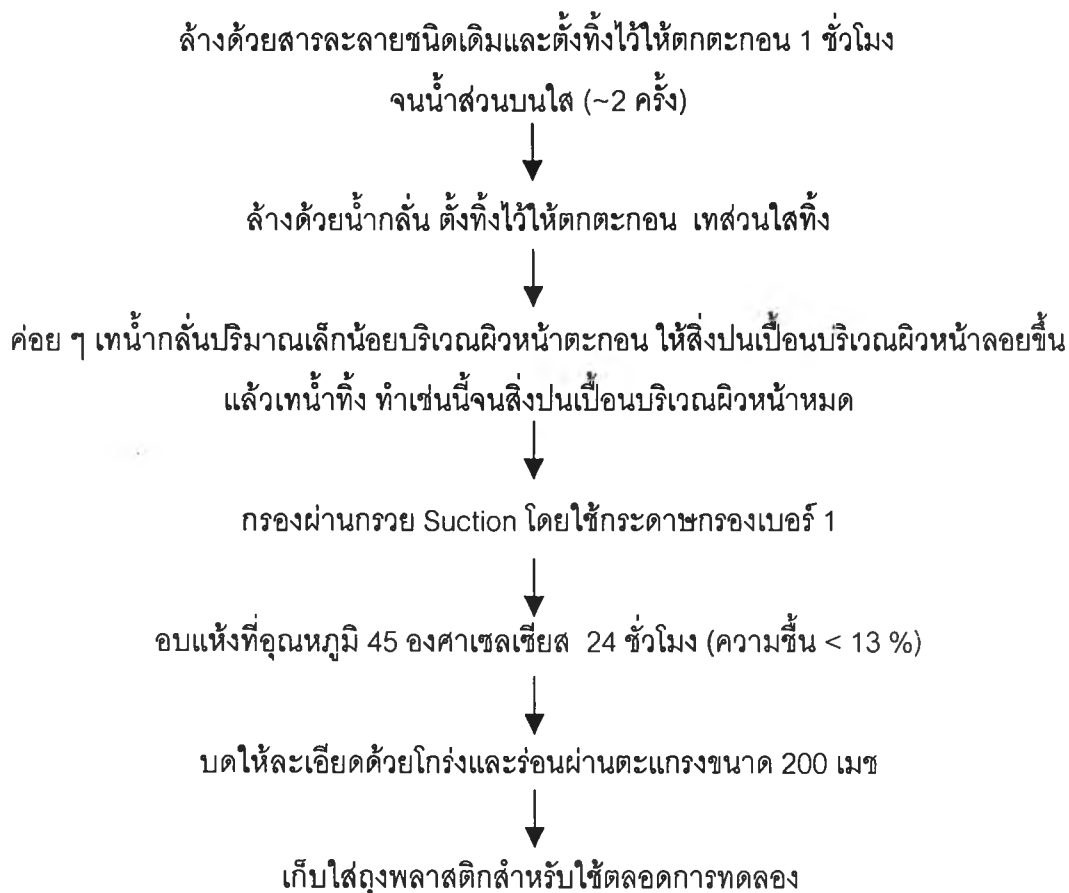 ล้างด้วยสารละลายชนิดเดิมและตั้งทิ้งไว้ให้ตกตะกอน 1 ชั่วโมง
จนน้ำส่วนบนใส (~2 ครั้ง)
ล้างด้วยน้ำกลั่น ตั้งทิ้งไว้ให้ตกตะกอน เทส่วนใสทิ้ง
ค่อย ๆ เทน้ำกลั่นปริมาณเล็กน้อยบริเวณผิวหน้าตะกอน ให้สิ่งปนเปื้อนบริเวณผิวหน้าลอยขึ้น
แล้วเทน้ำทิ้ง ทำเช่นนี้จนสิ่งปนเปื้อนบริเวณผิวหน้าหมด
กรองผ่านกรวย Suction โดยใช้กระดาษกรองเบอร์ 1
อบแห้งที่อุณหภูมิ 45 องศาเซลเซียส 24 ชั่วโมง (ความชื้น < 13 %)
บดให้ละเอียดด้วยโกร่งและร่อนผ่านตะแกรงขนาด 200 เมช
เก็บใส่ถุงพลาสติกสำหรับใช้ตลอดการทดลอง